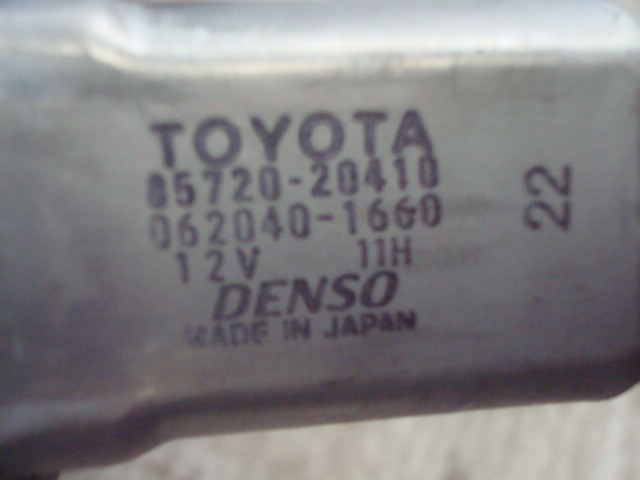 TOYOTA
85720-20410
062040-1660
12V 11H
DENSO
MADE IN JAPAN
22